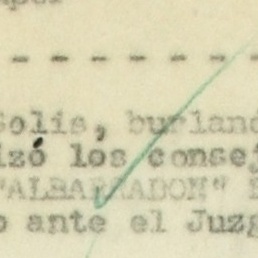 - - - - - - -
Solis, burland
izó los consej
"ALBARRADON"
o ante el Juzg